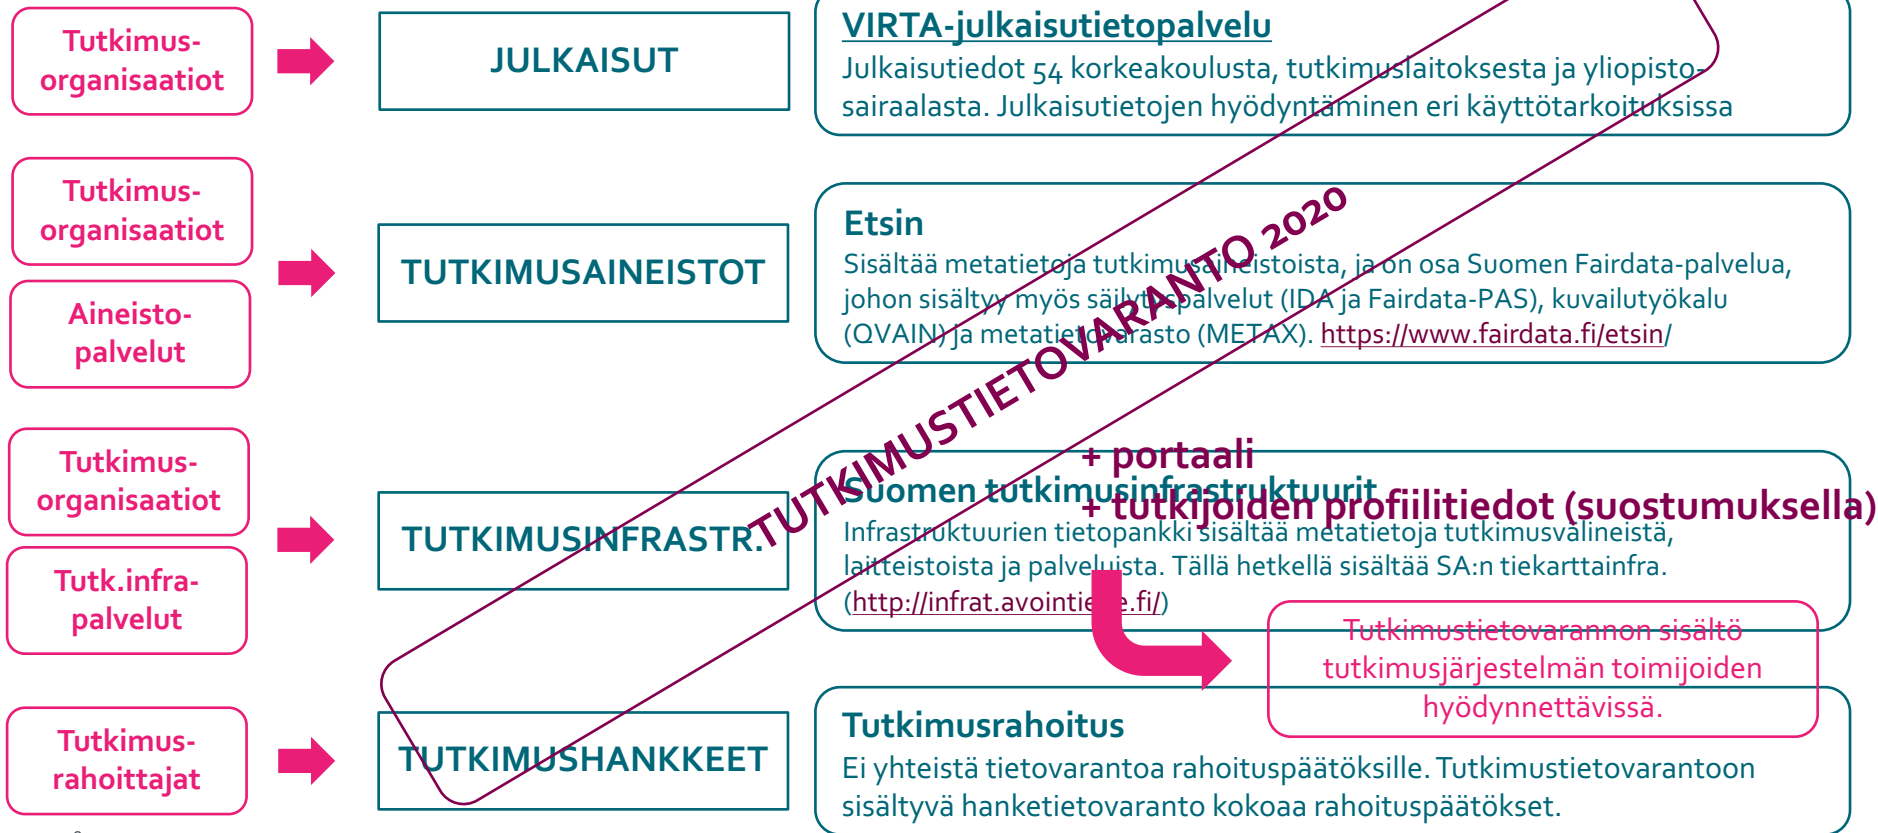 Tutkimus-
organisaatiot
JULKAISUT
VIRTA-julkaisutietopalvelu
Julkaisutiedot 54 korkeakoulusta, tutkimuslaitoksesta ja yliopisto-
sairaalasta. Julkaisutietojen hyödyntäminen eri käyttötarkoituksissa
Tutkimus-
organisaatiot
Aineisto-
palvelut
TUTKIMUSAINEISTOT
Etsin
Sisältää metatietoja tutkimusaineistoista, ja on osa Suomen Fairdata-palvelua,
johon sisältyy myös säilytyspalvelut (IDA ja Fairdata-PAS), kuvailutyökalu
(QVAIN) ja metatietovarasto (METAX). https://www.fairdata.fi/etsin/
TUTKIMUSTIETOVARANTO 2020
+ portaali
+ tutkijoiden profiilitiedot (suostumuksella)
Tutkimus-
organisaatiot
Tutk.infra-
palvelut
TUTKIMUSINFRASTR.
Suomen tutkimusinfrastruktuurit
Infrastruktuurien tietopankki sisältää metatietoja tutkimusvälineistä,
laitteistoista ja palveluista. Tällä hetkellä sisältää SA:n tiekarttainfra.
(http://infrat.avointiede.fi/)
Tutkimustietovarannon sisältö
tutkimusjärjestelmän toimijoiden
hyödynnettävissä.
Tutkimus-
rahoittajat
TUTKIMUSHANKKEET
Tutkimusrahoitus
Ei yhteistä tietovarantoa rahoituspäätöksille. Tutkimustietovarantoon
sisältyvä hanketietovaranto kokoaa rahoituspäätökset.